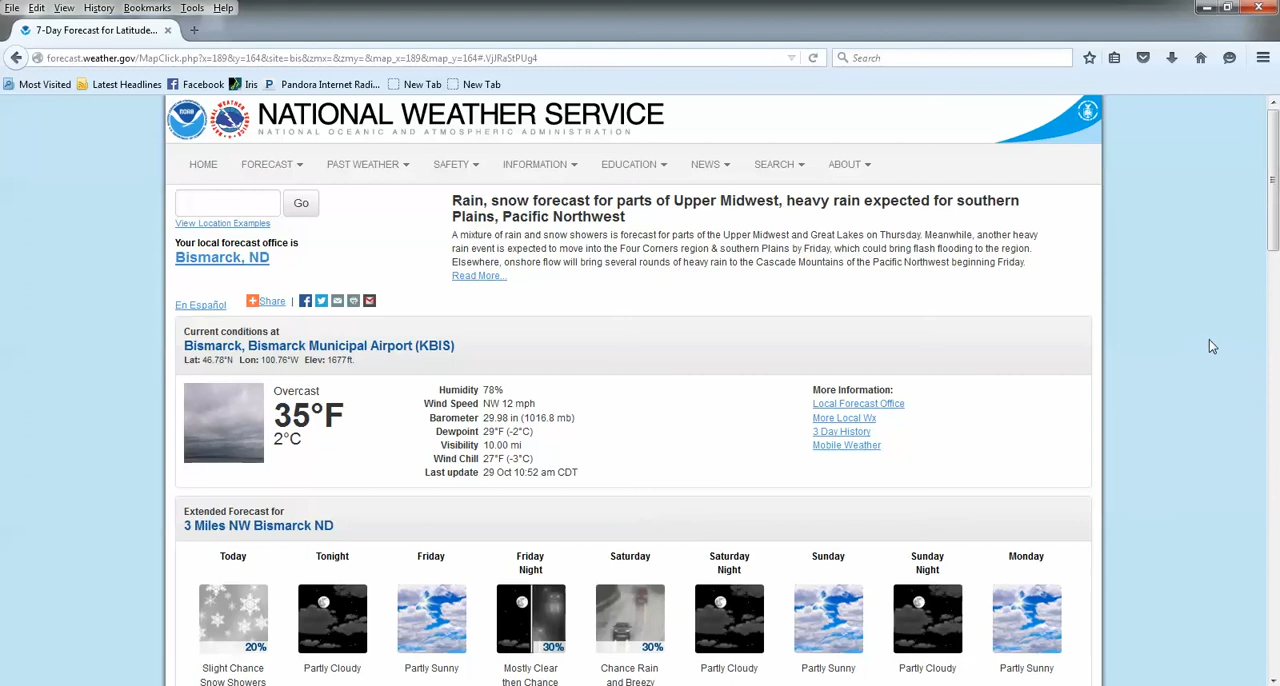 File Edit View History Bookmarks Tools Help
7-Day Forecast for Latitude...
forecast.weather.gov/MapClick.php?x=189&y=164&site=bis&zmx=&zmy=&map_x=189&map_y=164#.VjJRaStPUg4
Search
Most Visited Latest Headlines Facebook Iris Pandora Internet Radi... New Tab New Tab
NATIONAL WEATHER SERVICE
NATIONAL OCEANIC AND ATMOSPHERIC ADMINISTRATION
HOME FORECAST PAST WEATHER SAFETY INFORMATION EDUCATION NEWS SEARCH ABOUT
Go
View Location Examples
Your local forecast office is
Bismarck, ND
Rain, snow forecast for parts of Upper Midwest, heavy rain expected for southern
Plains, Pacific Northwest
A mixture of rain and snow showers is forecast for parts of the Upper Midwest and Great Lakes on Thursday. Meanwhile, another heavy
rain event is expected to move into the Four Corners region & southern Plains by Friday, which could bring flash flooding to the region.
Elsewhere, onshore flow will bring several rounds of heavy rain to the Cascade Mountains of the Pacific Northwest beginning Friday.
Read More...
En Español Share |
Current conditions at
Bismarck, Bismarck Municipal Airport (KBIS)
Lat: 46.78°N Lon: 100.76°W Elev: 1677ft.
Overcast
35°F
2°C
Humidity 78%
Wind Speed NW 12 mph
Barometer 29.98 in (1016.8 mb)
Dewpoint 29°F (-2°C)
Visibility 10.00 mi
Wind Chill 27°F (-3°C)
Last update 29 Oct 10:52 am CDT
More Information:
Local Forecast Office
More Local Wx
3 Day History
Mobile Weather
Extended Forecast for
3 Miles NW Bismarck ND
Today Tonight Friday Friday Night Saturday Saturday Night Sunday Sunday Night Monday
20% 30% 30%
Slight Chance Partly Cloudy Partly Sunny Mostly Clear Chance Rain Partly Cloudy Partly Sunny Partly Cloudy Partly Sunny
Snow Showers then Chance and Breezy